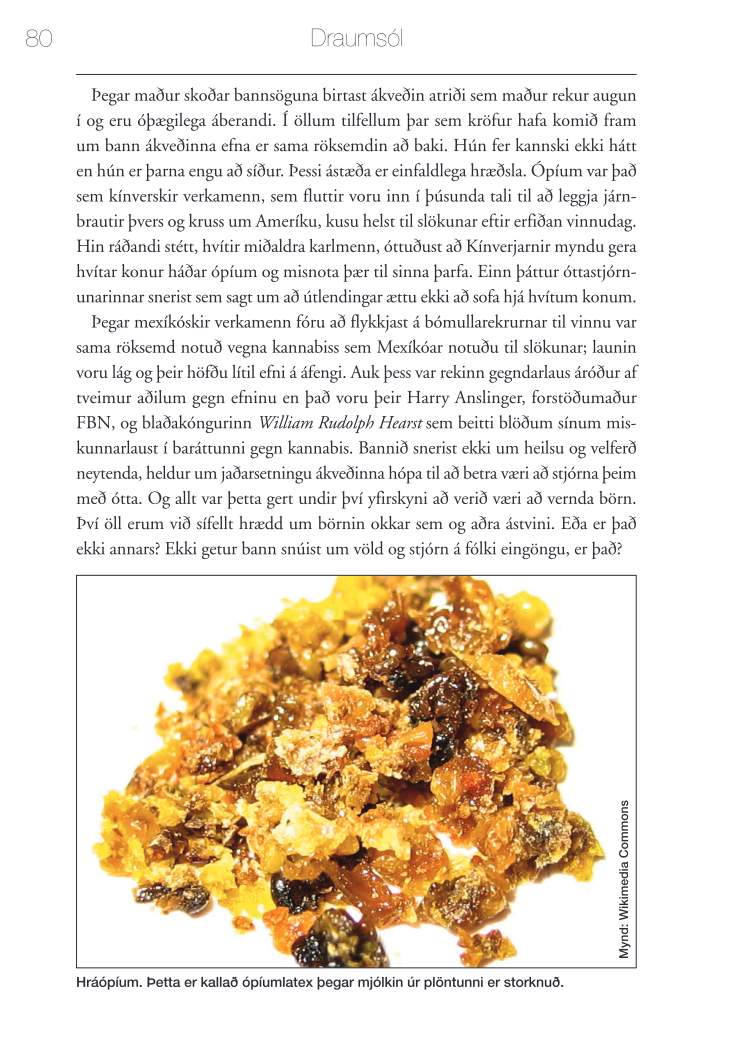 80
Draumsól
Þegar maður skoðar bannsöguna birtast ákveðin atriði sem maður rekur augun
í og eru óþægilega áberandi. Í öllum tilfellum þar sem kröfur hafa komið fram
um bann ákveðinna efna er sama röksemdin að baki. Hún fer kannski ekki hátt
en hún er þarna engu að síður. Þessi ástæða er einfaldlega hræðsla. Ópíum var það
sem kínverskir verkamenn, sem fluttir voru inn í þúsunda tali til að leggja járn-
brautir þvers og kruss um Ameríku, kusu helst til slökunar eftir erfiðan vinnudag.
Hin ráðandi stétt, hvítir miðaldra karlmenn, óttuðust að Kínverjarnir myndu gera
hvítar konur háðar ópíum og misnota þær til sinna þarfa. Einn þáttur óttastjórn-
unarinnar snerist sem sagt um að útlendingar ættu ekki að sofa hjá hvítum konum.
Þegar mexíkóskir verkamenn fóru að flykkjast á bómullarekrurnar til vinnu var
sama röksemd notuð vegna kannabiss sem Mexíkóar notuðu til slökunar; launin
voru lág og þeir höfðu lítil efni á áfengi. Auk þess var rekinn gegndarlaus áróður af
tveimur aðilum gegn efninu en það voru þeir Harry Anslinger, forstöðumaður
FBN, og blaðakóngurinn William Rudolph Hearst sem beitti blöðum sínum mis-
kunnarlaust í baráttunni gegn kannabis. Bannið snerist ekki um heilsu og velferð
neytenda, heldur um jaðarsetningu ákveðinna hópa til að betra væri að stjórna þeim
með ótta. Og allt var þetta gert undir því yfirskyni að verið væri að vernda börn.
Því öll erum við sífellt hrædd um börnin okkar sem og aðra ástvini. Eða er það
ekki annars? Ekki getur bann snúist um völd og stjórn á fólki eingöngu, er það?
Mynd: Wikimedia Commons
Hráópíum. Þetta er kallað ópíumlatex þegar mjólkin úr plöntunni er storknuð.